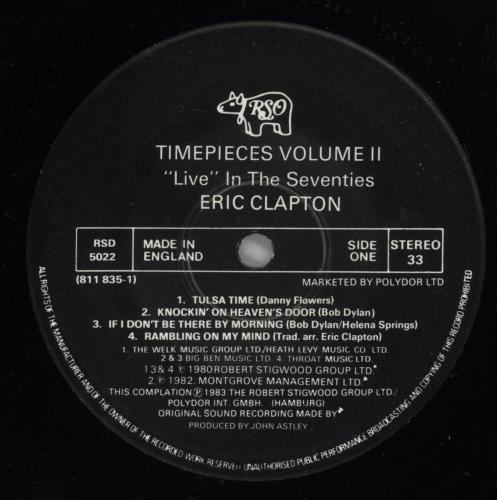 RSO
TIMEPIECES VOLUME II
"Live" In The Seventies
ERIC CLAPTON
RSD
5022
MADE IN
ENGLAND
SIDE
ONE
STEREO
33
(811 835-1)
MARKETED BY POLYDOR LTD
1. TULSA TIME (Danny Flowers)
2. KNOCKIN' ON HEAVEN'S DOOR (Bob Dylan)
3. IF I DON'T BE THERE BY MORNING (Bob Dylan/Helena Springs)
4. RAMBLING ON MY MIND (Trad. arr. Eric Clapton)
1. THE WELK MUSIC GROUP LTD/HEATH LEVY MUSIC CO LTD.
2 & 3 BIG BEN MUSIC LTD. 4. THROAT MUSIC LTD.
1 3 & 4 ℗ 1980 ROBERT STIGWOOD GROUP LTD*
2 ℗ 1982. MONTGROVE MANAGEMENT LTD*
THIS COMPLATION ℗ 1983 THE ROBERT STIGWOOD GROUP LTD./
POLYDOR INT. GMBH. (HAMBURG)
ORIGINAL SOUND RECORDING MADE BY*
PRODUCED BY JOHN ASTLEY
ALL RIGHTS OF THE MANUFACTURER AND OF THE OWNER OF THE RECORDED WORK RESERVED UNAUTHORISED PUBLIC PERFORMANCE BROADCASTING AND COPYING OF THIS RECORD PROHIBITED